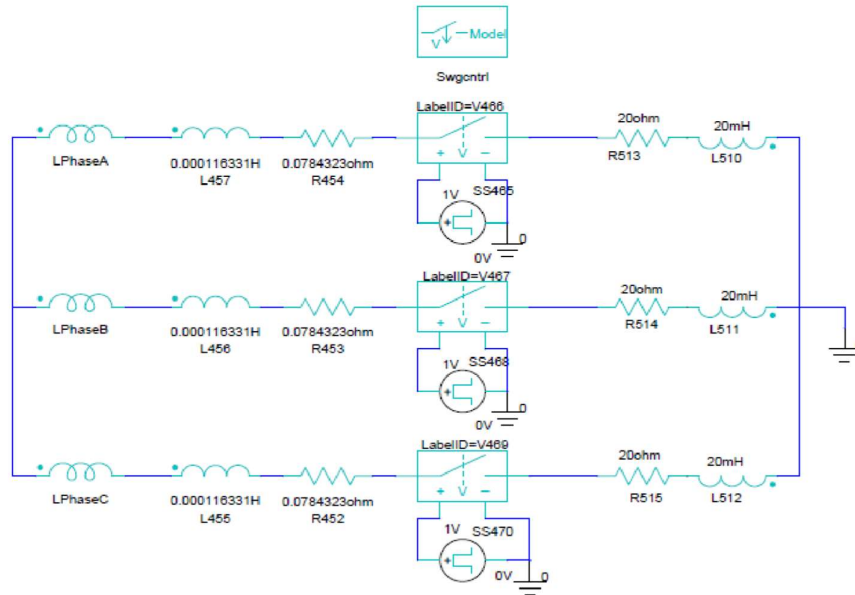 Model
V
Swgcntrl
LabelID=V466
LPhaseA
0.000116331H
L457
0.0784323ohm
R454
+ V −
SS465
1V
+
0V
0
20ohm
R513
20mH
L510
LabelID=V467
LPhaseB
0.000116331H
L456
0.0784323ohm
R453
+ V −
SS468
1V
+
0V
0
20ohm
R514
20mH
L511
LabelID=V469
LPhaseC
0.000116331H
L455
0.0784323ohm
R452
+ V −
SS470
1V
+
0V
0
20ohm
R515
20mH
L512